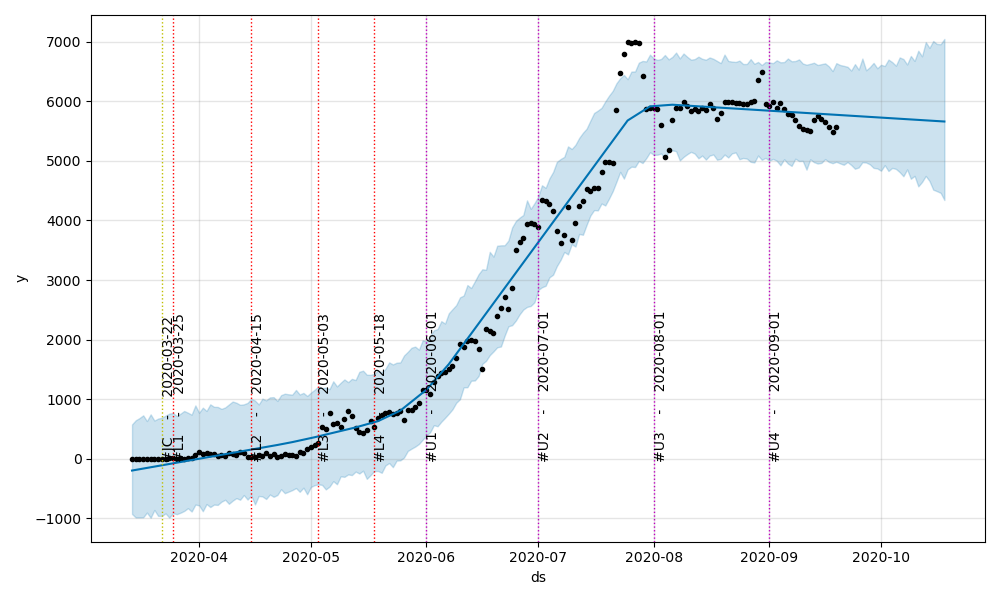 7000
6000
5000
4000
3000
2000
1000
0
−1000
y
#JC - 2020-03-22
#L1 - 2020-03-25
#L2 - 2020-04-15
#L3 - 2020-05-03
#L4 - 2020-05-18
#U1 - 2020-06-01
#U2 - 2020-07-01
#U3 - 2020-08-01
#U4 - 2020-09-01
2020-04 2020-05 2020-06 2020-07 2020-08 2020-09 2020-10
ds